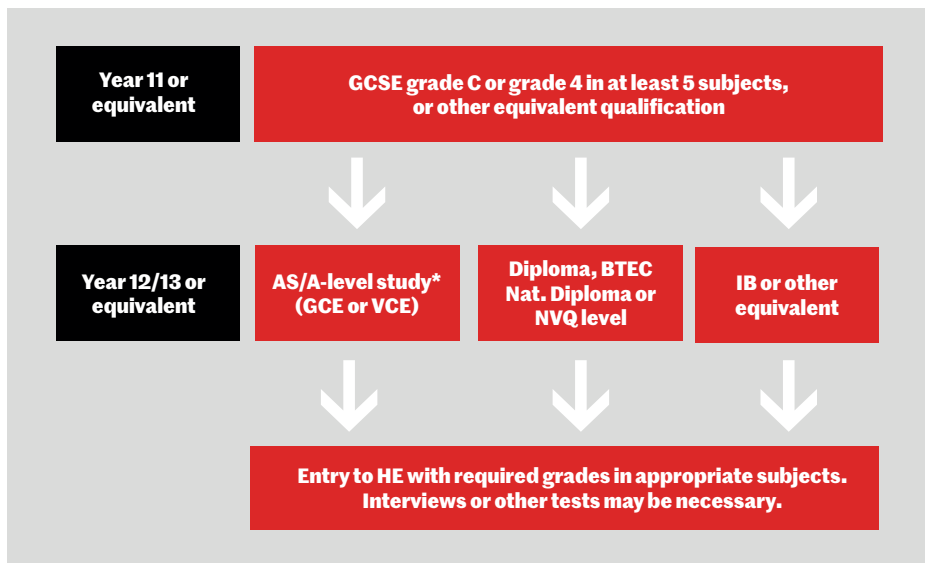 Year 11 or
equivalent
GCSE grade C or grade 4 in at least 5 subjects,
or other equivalent qualification
Year 12/13 or
equivalent
AS/A-level study*
(GCE or VCE)
Diploma, BTEC
Nat. Diploma or
NVQ level
IB or other
equivalent
Entry to HE with required grades in appropriate subjects.
Interviews or other tests may be necessary.